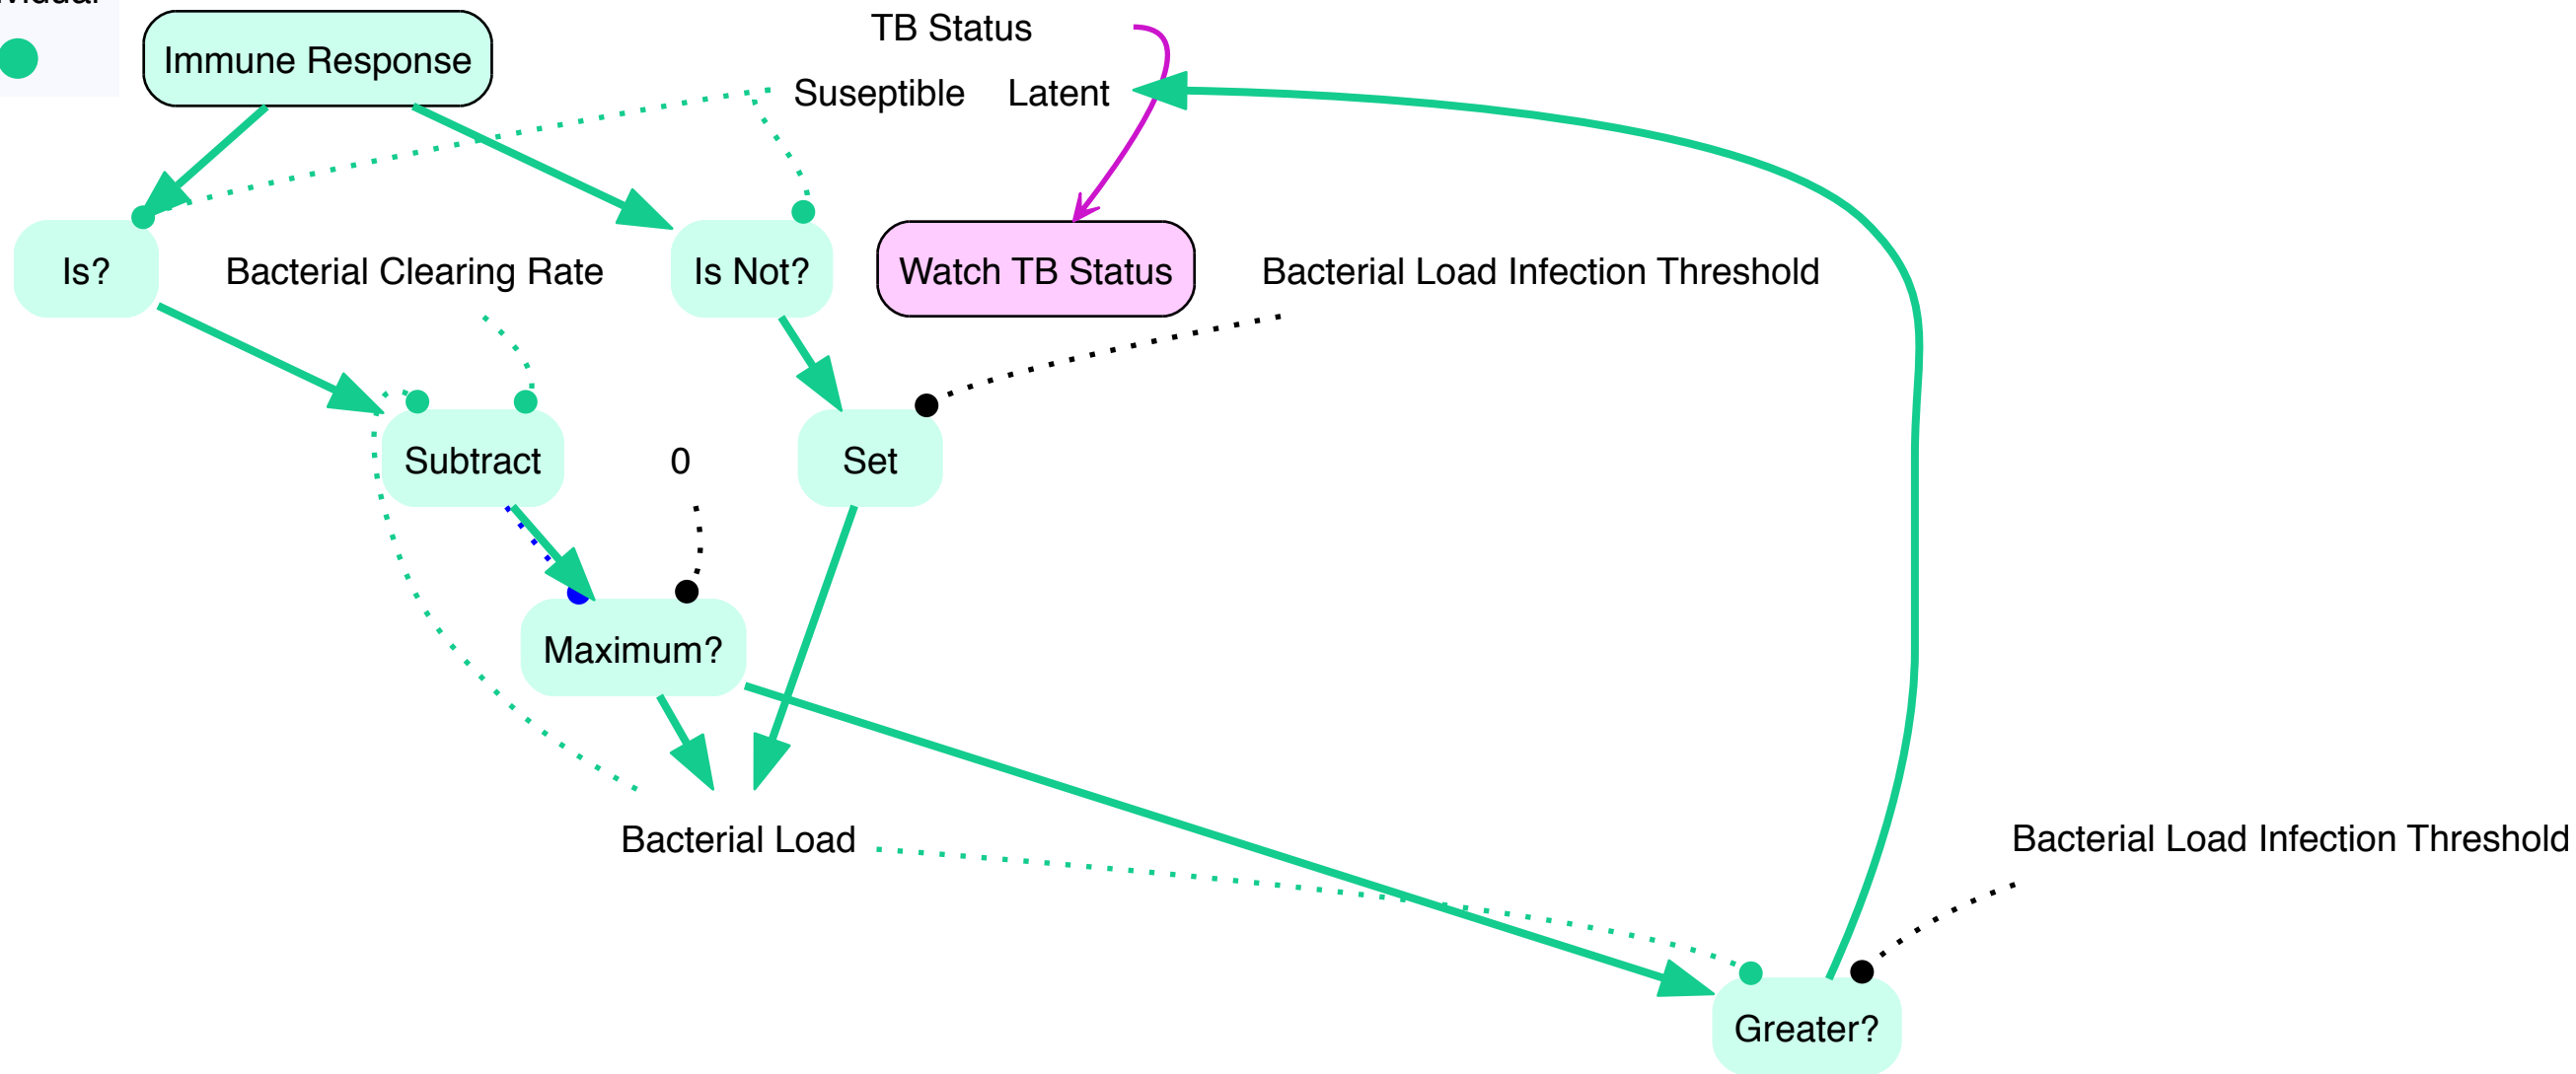 Immune Response
TB Status
Suseptible Latent
Is?
Bacterial Clearing Rate
Is Not?
Watch TB Status
Bacterial Load Infection Threshold
Subtract
0
Set
Maximum?
Bacterial Load
Bacterial Load Infection Threshold
Greater?